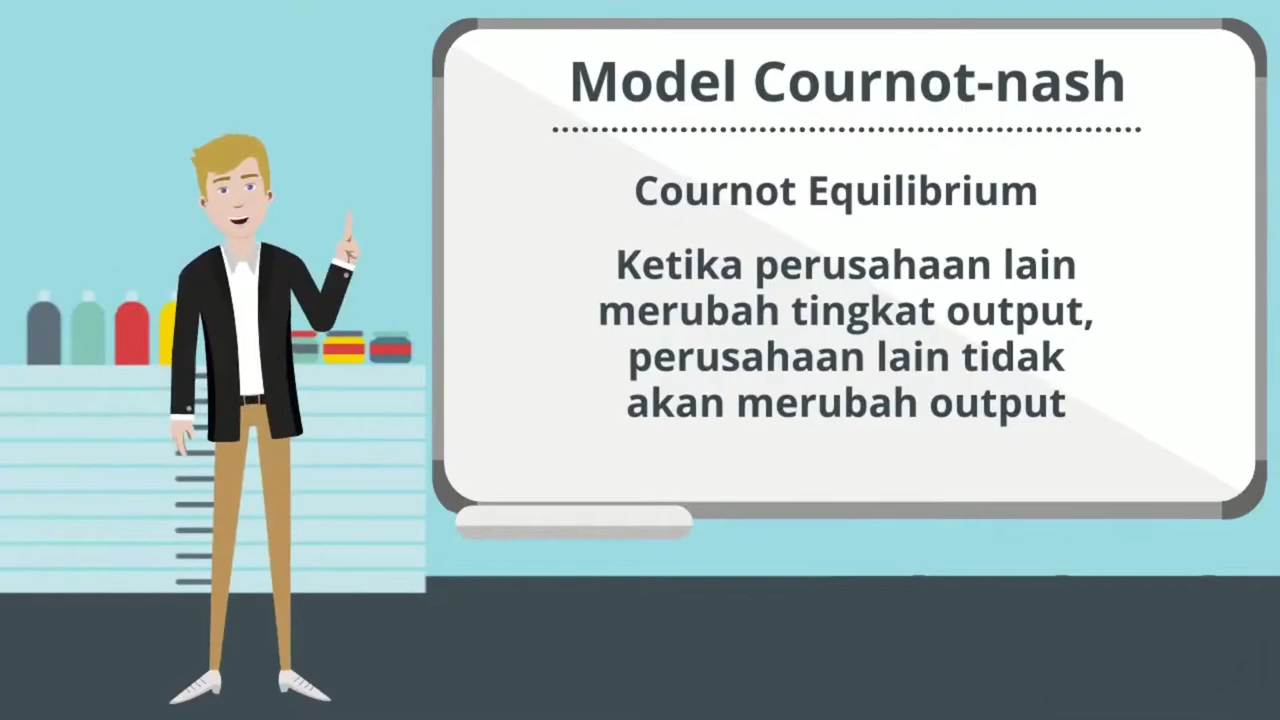 Model Cournot-nash
Cournot Equilibrium
Ketika perusahaan lain
merubah tingkat output,
perusahaan lain tidak
akan merubah output